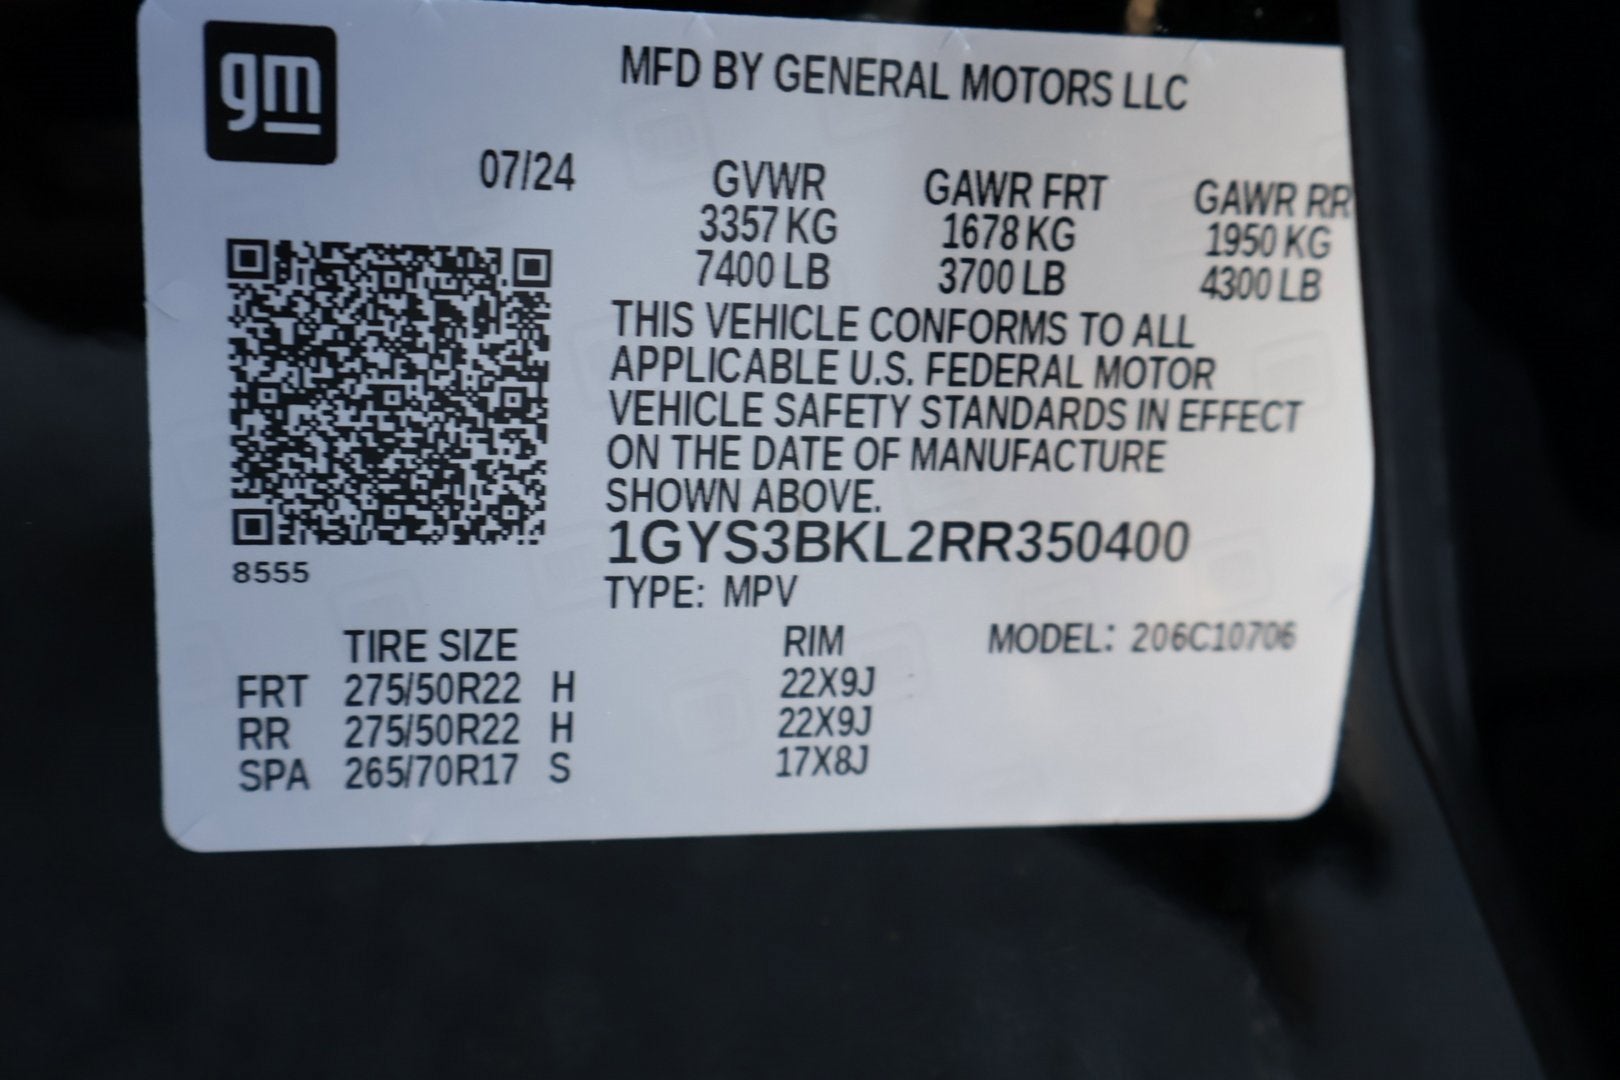 gm
MFD BY GENERAL MOTORS LLC
07/24
GVWR GAWR FRT GAWR RR
3357 KG 1678 KG 1950 KG
7400 LB 3700 LB 4300 LB
THIS VEHICLE CONFORMS TO ALL
APPLICABLE U.S. FEDERAL MOTOR
VEHICLE SAFETY STANDARDS IN EFFECT
ON THE DATE OF MANUFACTURE
SHOWN ABOVE.
1GYS3BKL2RR350400
8555
TYPE: MPV
TIRE SIZE RIM MODEL: 206C10706
FRT 275/50R22 H 22X9J
RR 275/50R22 H 22X9J
SPA 265/70R17 S 17X8J